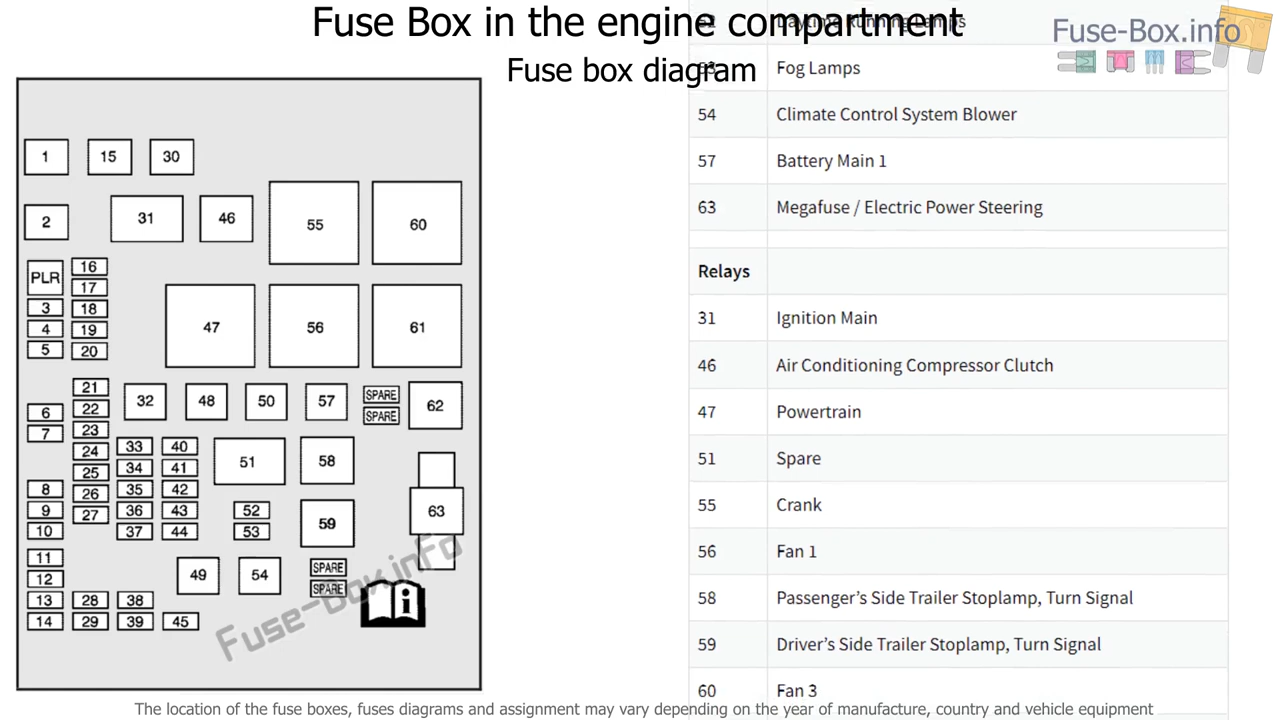 Fuse Box in the engine compartment
Fuse box diagram
Fuse-Box.info
52 Daytime Running Lamps
53 Fog Lamps
54 Climate Control System Blower
57 Battery Main 1
63 Megafuse / Electric Power Steering
Relays
31 Ignition Main
46 Air Conditioning Compressor Clutch
47 Powertrain
51 Spare
55 Crank
56 Fan 1
58 Passenger’s Side Trailer Stoplamp, Turn Signal
59 Driver’s Side Trailer Stoplamp, Turn Signal
60 Fan 3
1 15 30
2 31 46 55 60
PLR 16
17
3 18 47 56 61
4 19
5 20
21
6 22 32 48 50 57 SPARE 62
7 23 SPARE
24 33 40
25 34 41 51 58
8 26 35 42
9 27 36 43 52 59 63
10 37 44 53
11 49 54 SPARE
12 SPARE
13 28 38
14 29 39 45
Fuse-Box.info
The location of the fuse boxes, fuses diagrams and assignment may vary depending on the year of manufacture, country and vehicle equipment